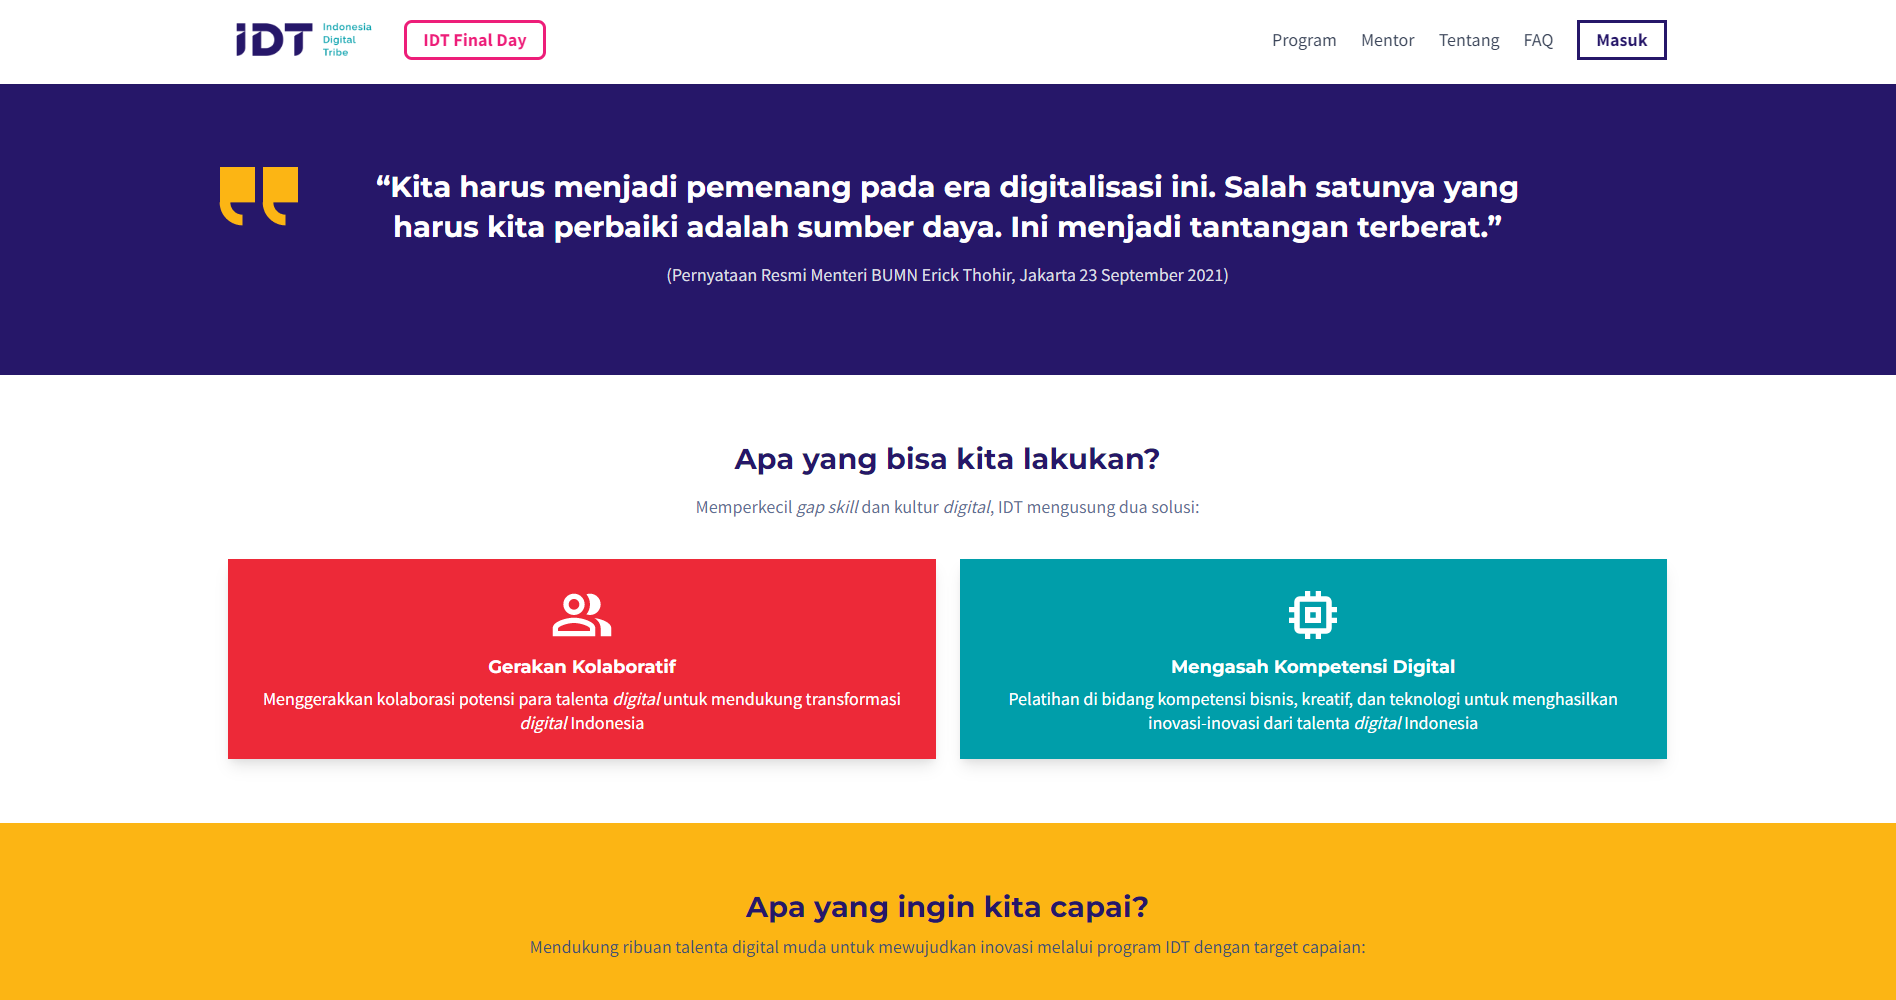 IDT
Indonesia
Digital
Tribe
IDT Final Day
Program
Mentor
Tentang
FAQ
Masuk
“Kita harus menjadi pemenang pada era digitalisasi ini. Salah satunya yang
harus kita perbaiki adalah sumber daya. Ini menjadi tantangan terberat.”
(Pernyataan Resmi Menteri BUMN Erick Thohir, Jakarta 23 September 2021)
Apa yang bisa kita lakukan?
Memperkecil gap skill dan kultur digital, IDT mengusung dua solusi:
Gerakan Kolaboratif
Menggerakkan kolaborasi potensi para talenta digital untuk mendukung transformasi
digital Indonesia
Mengasah Kompetensi Digital
Pelatihan di bidang kompetensi bisnis, kreatif, dan teknologi untuk menghasilkan
inovasi-inovasi dari talenta digital Indonesia
Apa yang ingin kita capai?
Mendukung ribuan talenta digital muda untuk mewujudkan inovasi melalui program IDT dengan target capaian: